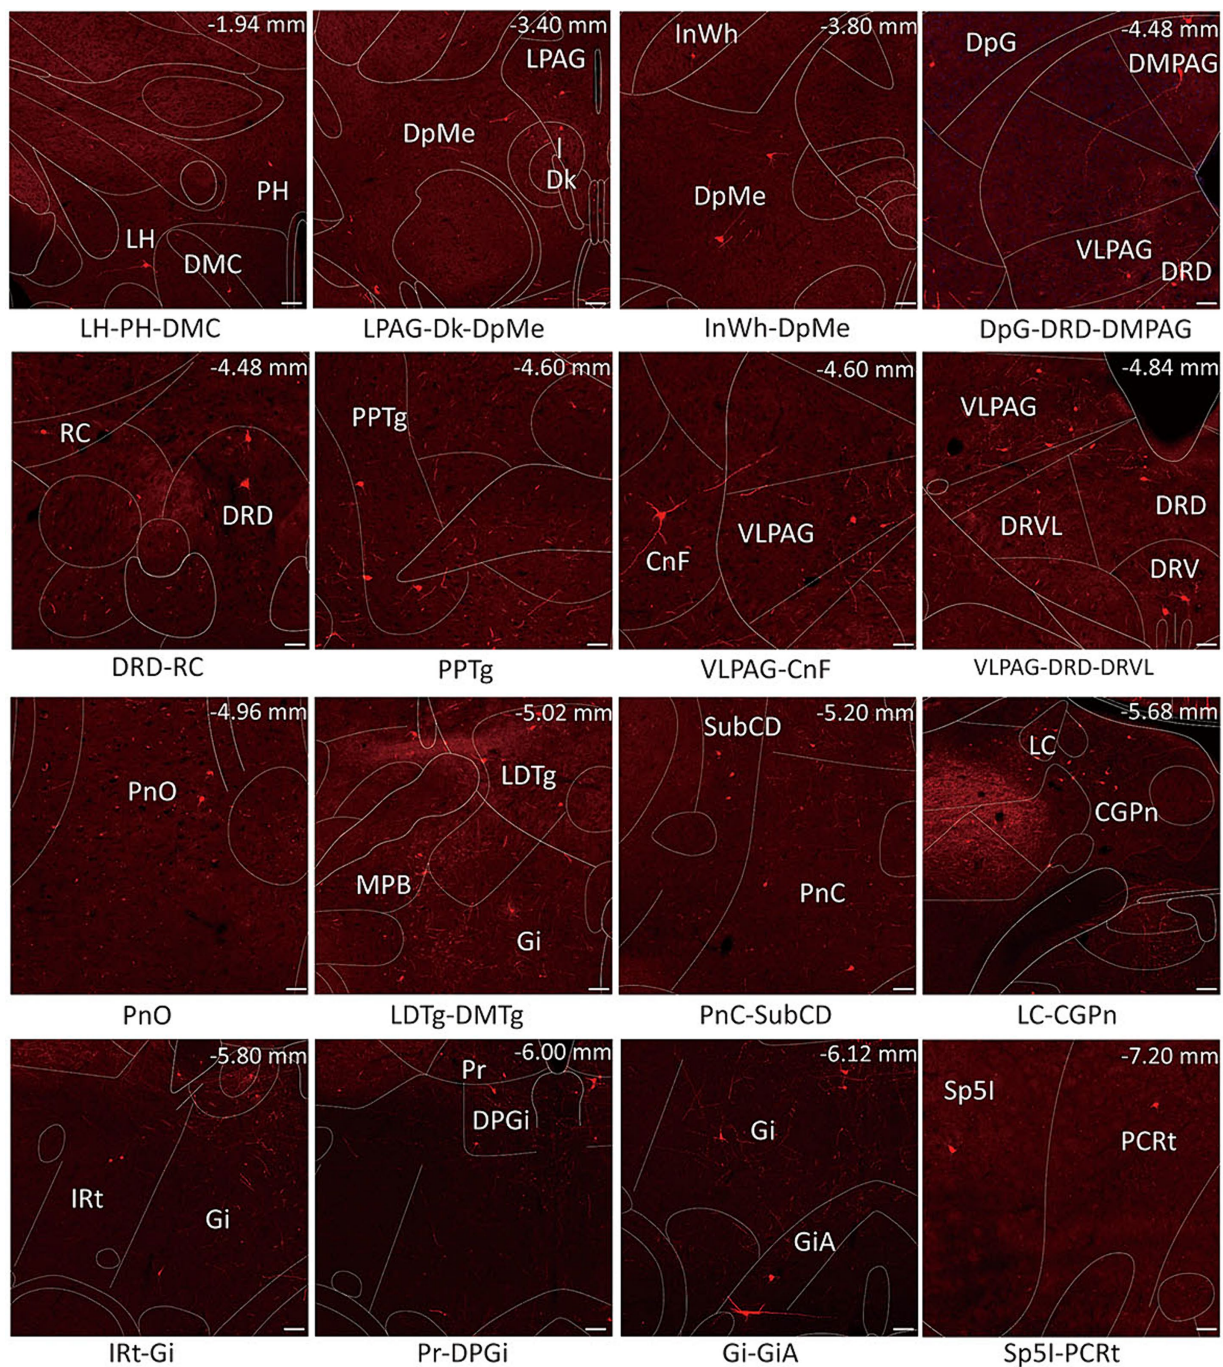 -1.94 mm
PH
LH
DMC
LH-PH-DMC
-3.40 mm
LPAG
DpMe
I
Dk
LPAG-Dk-DpMe
InWh
-3.80 mm
DpMe
InWh-DpMe
DpG
-4.48 mm
DMPAG
VLPAG
DRD
DpG-DRD-DMPAG
-4.48 mm
RC
DRD
DRD-RC
-4.60 mm
PPTg
PPTg
-4.60 mm
VLPAG
CnF
VLPAG-CnF
-4.84 mm
VLPAG
DRD
DRVL
DRV
VLPAG-DRD-DRVL
-4.96 mm
PnO
PnO
-5.02 mm
LDTg
MPB
Gi
LDTg-DMTg
-5.20 mm
SubCD
PnC
PnC-SubCD
-5.68 mm
LC
CGPn
LC-CGPn
-5.80 mm
IRt
Gi
IRt-Gi
-6.00 mm
Pr
DPGi
Pr-DPGi
-6.12 mm
Gi
GiA
Gi-GiA
-7.20 mm
Sp5I
PCRt
Sp5I-PCRt